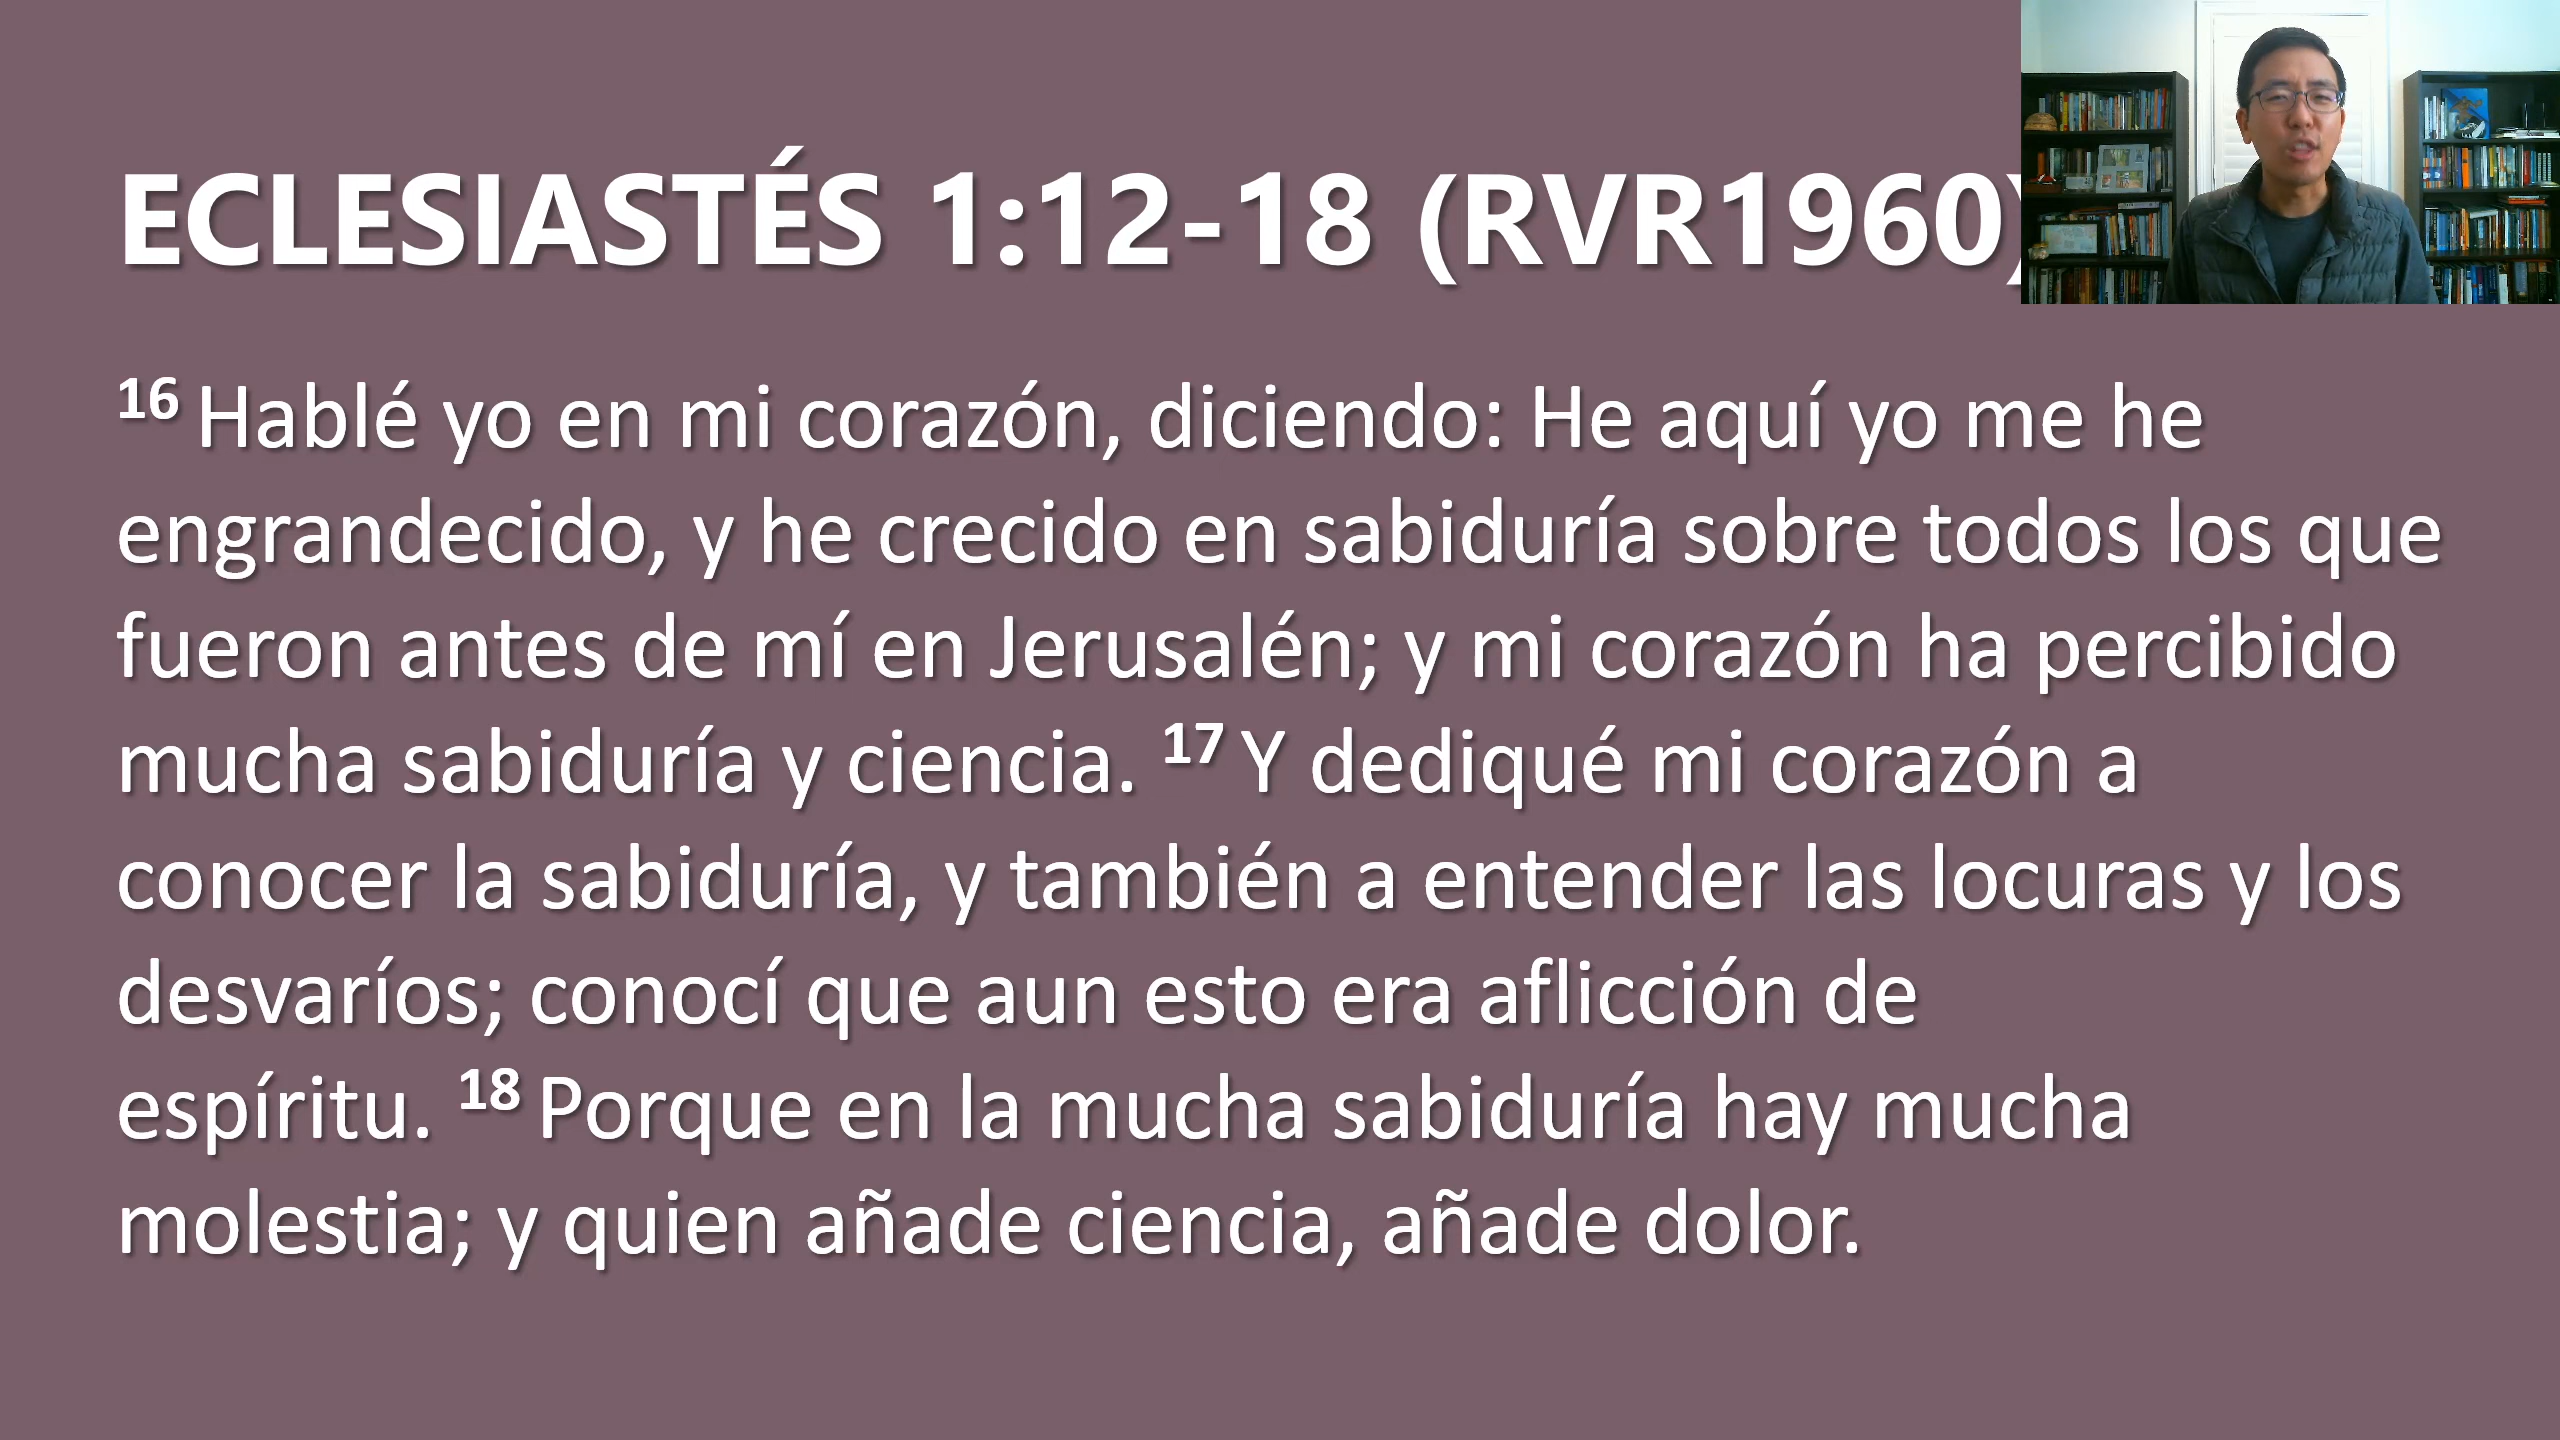 ECLESIASTÉS 1:12-18 (RVR1960)
16 Hablé yo en mi corazón, diciendo: He aquí yo me he
engrandecido, y he crecido en sabiduría sobre todos los que
fueron antes de mí en Jerusalén; y mi corazón ha percibido
mucha sabiduría y ciencia. 17 Y dediqué mi corazón a
conocer la sabiduría, y también a entender las locuras y los
desvaríos; conocí que aun esto era aflicción de
espíritu. 18 Porque en la mucha sabiduría hay mucha
molestia; y quien añade ciencia, añade dolor.